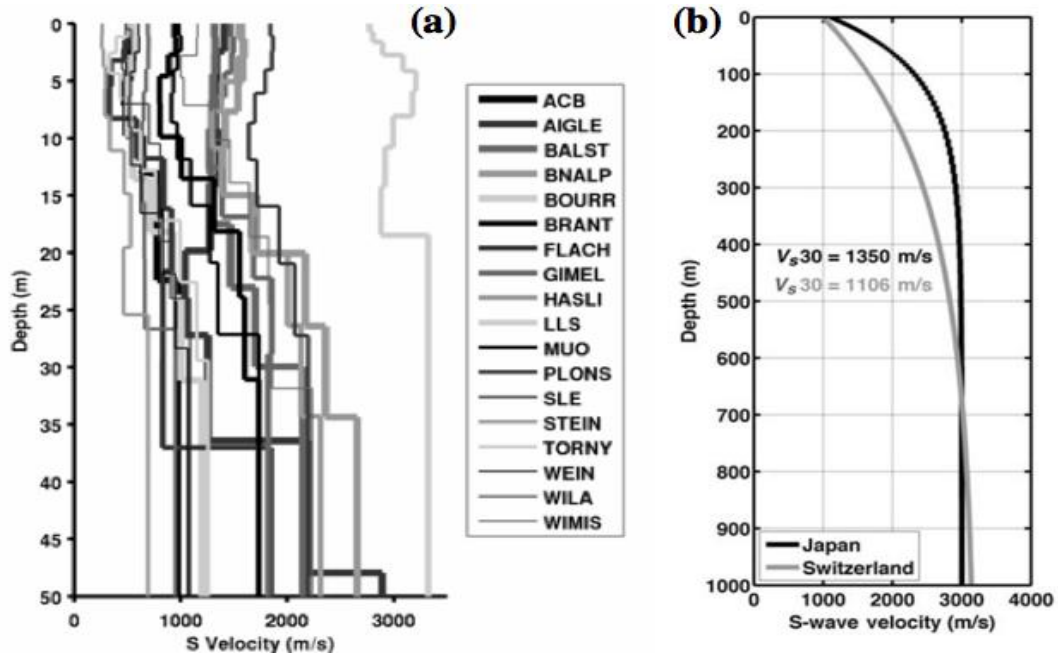 (a)
Depth (m)
0
5
10
15
20
25
30
35
40
45
50
0
1000
2000
3000
S Velocity (m/s)
ACB
AIGLE
BALST
BNALP
BOURR
BRANT
FLACH
GIMEL
HASLI
LLS
MUO
PLONS
SLE
STEIN
TORNY
WEIN
WILA
WIMIS
(b)
Depth (m)
0
100
200
300
400
500
600
700
800
900
1000
VS30 = 1350 m/s
VS30 = 1106 m/s
Japan
Switzerland
0
1000
2000
3000
4000
S-wave velocity (m/s)